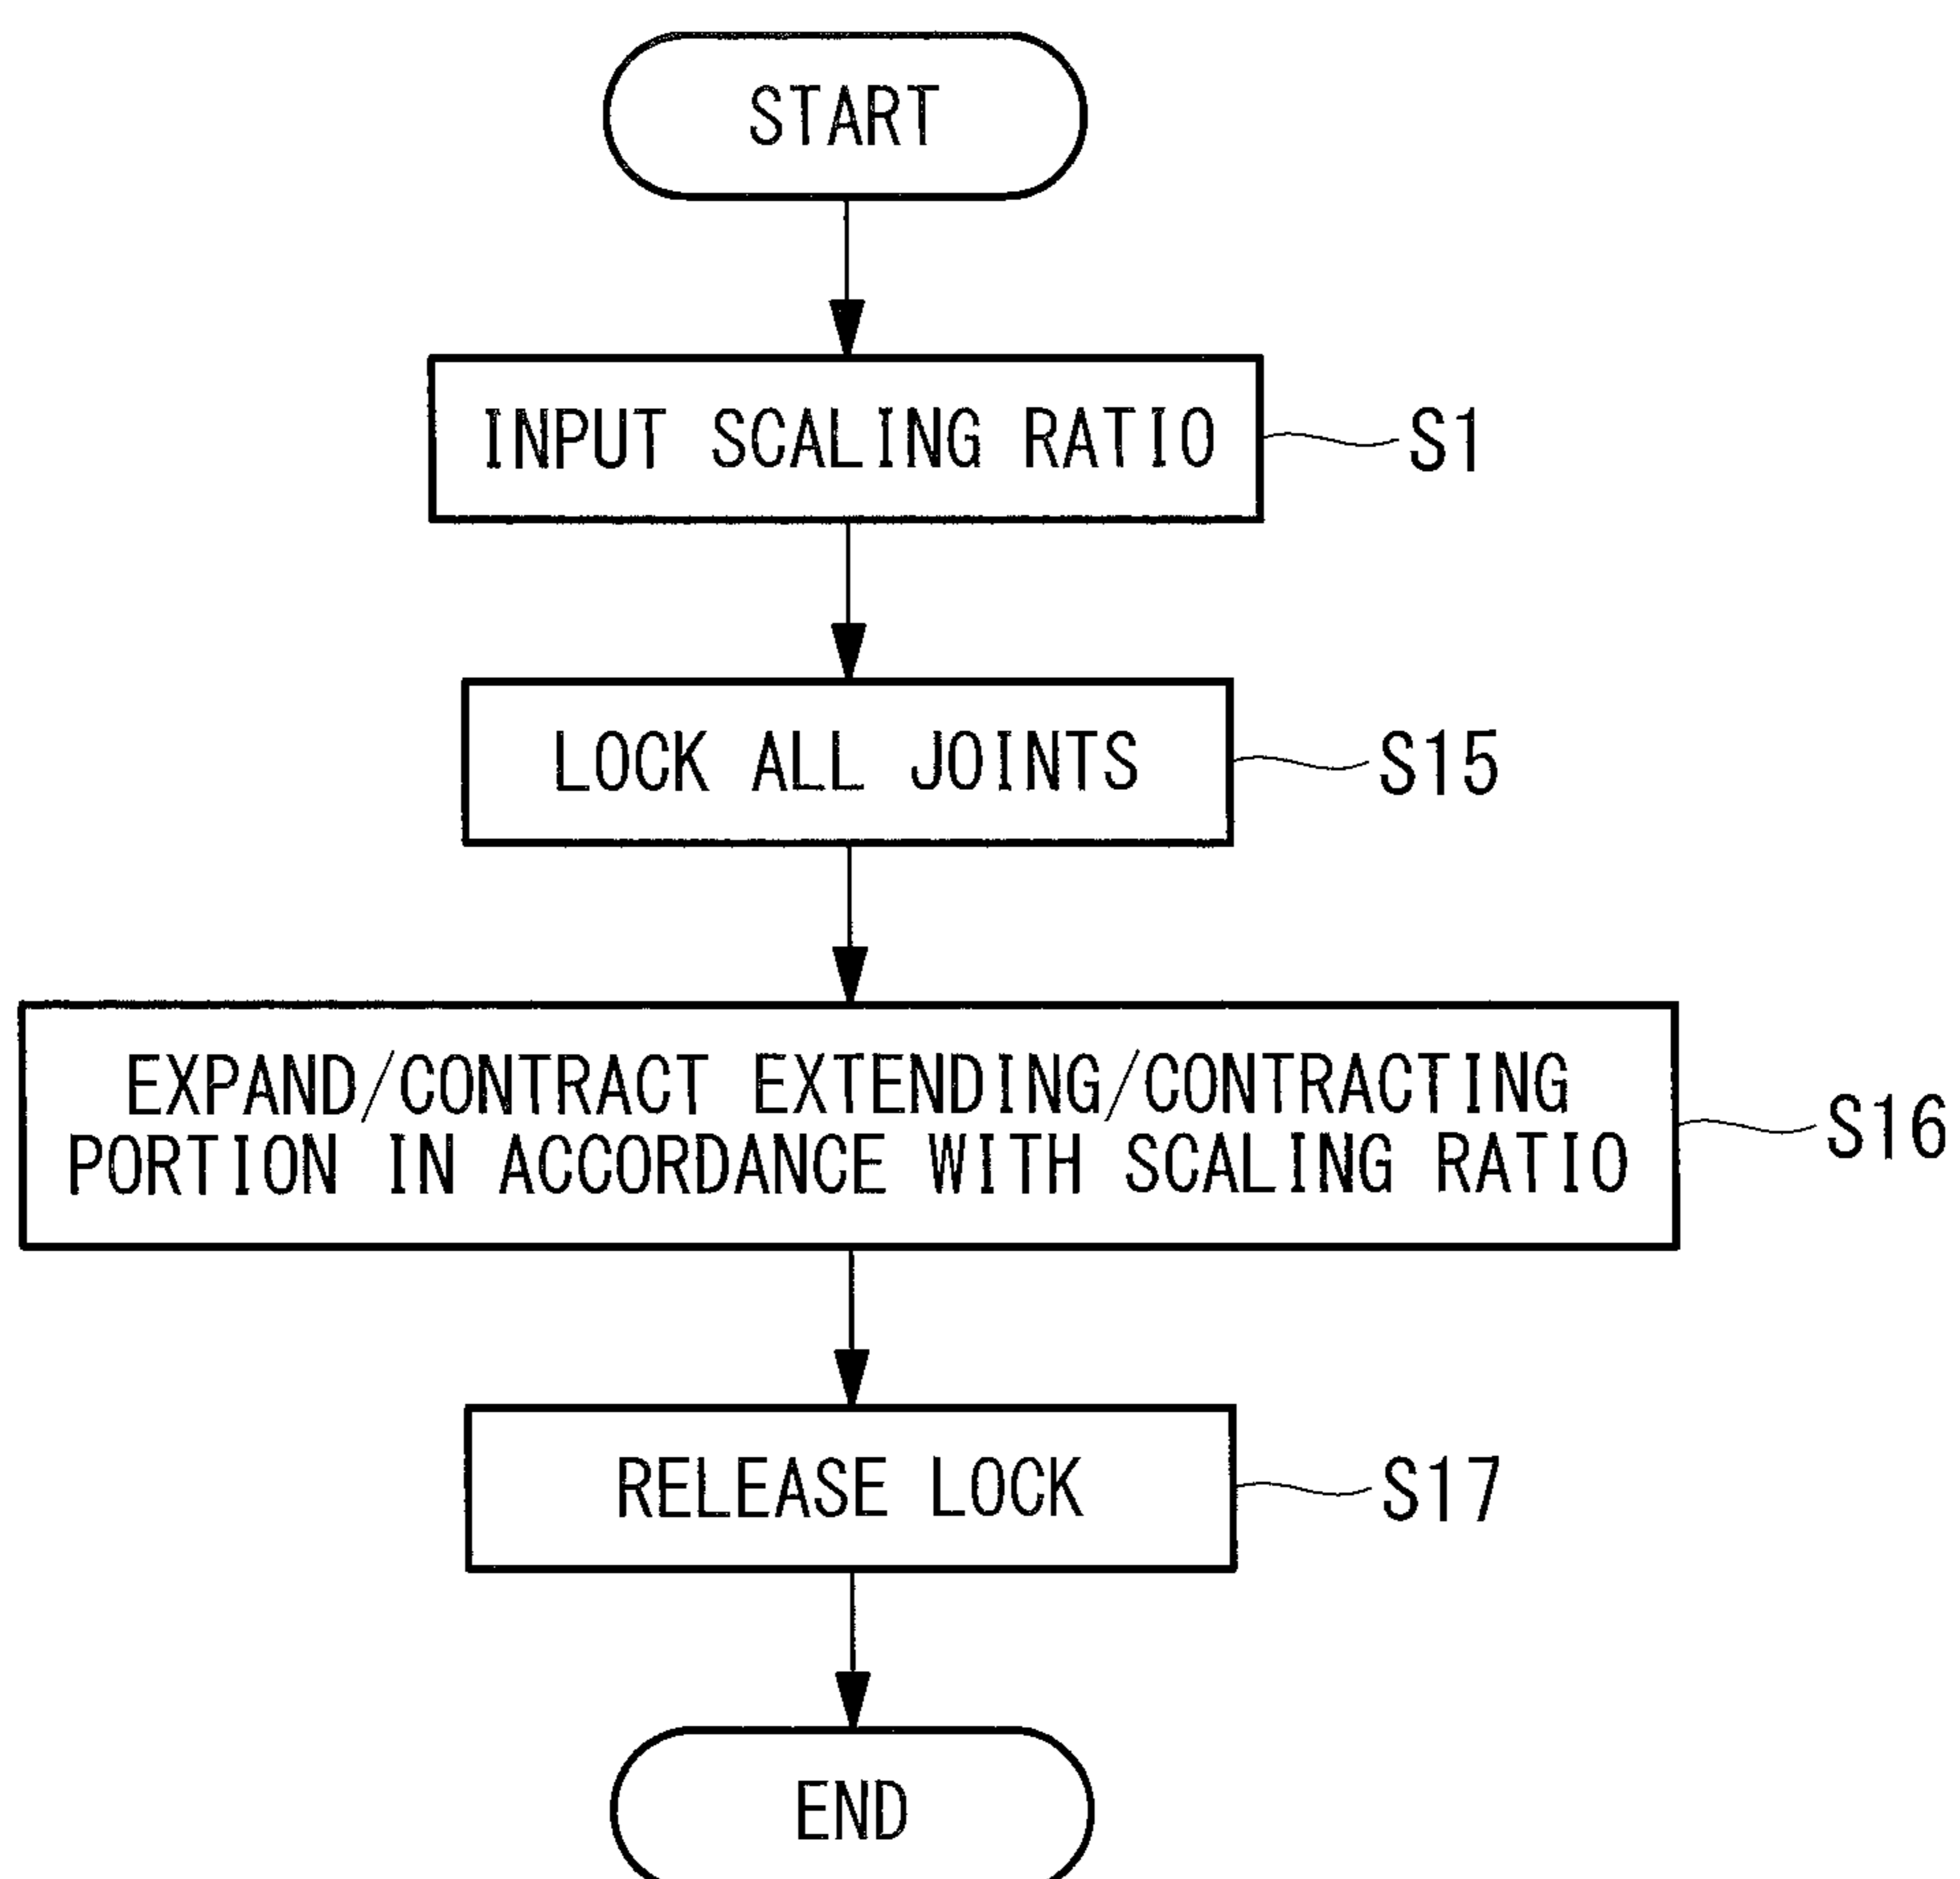 START
INPUT SCALING RATIO
S1
LOCK ALL JOINTS
S15
EXPAND/CONTRACT EXTENDING/CONTRACTING
PORTION IN ACCORDANCE WITH SCALING RATIO
S16
RELEASE LOCK
S17
END